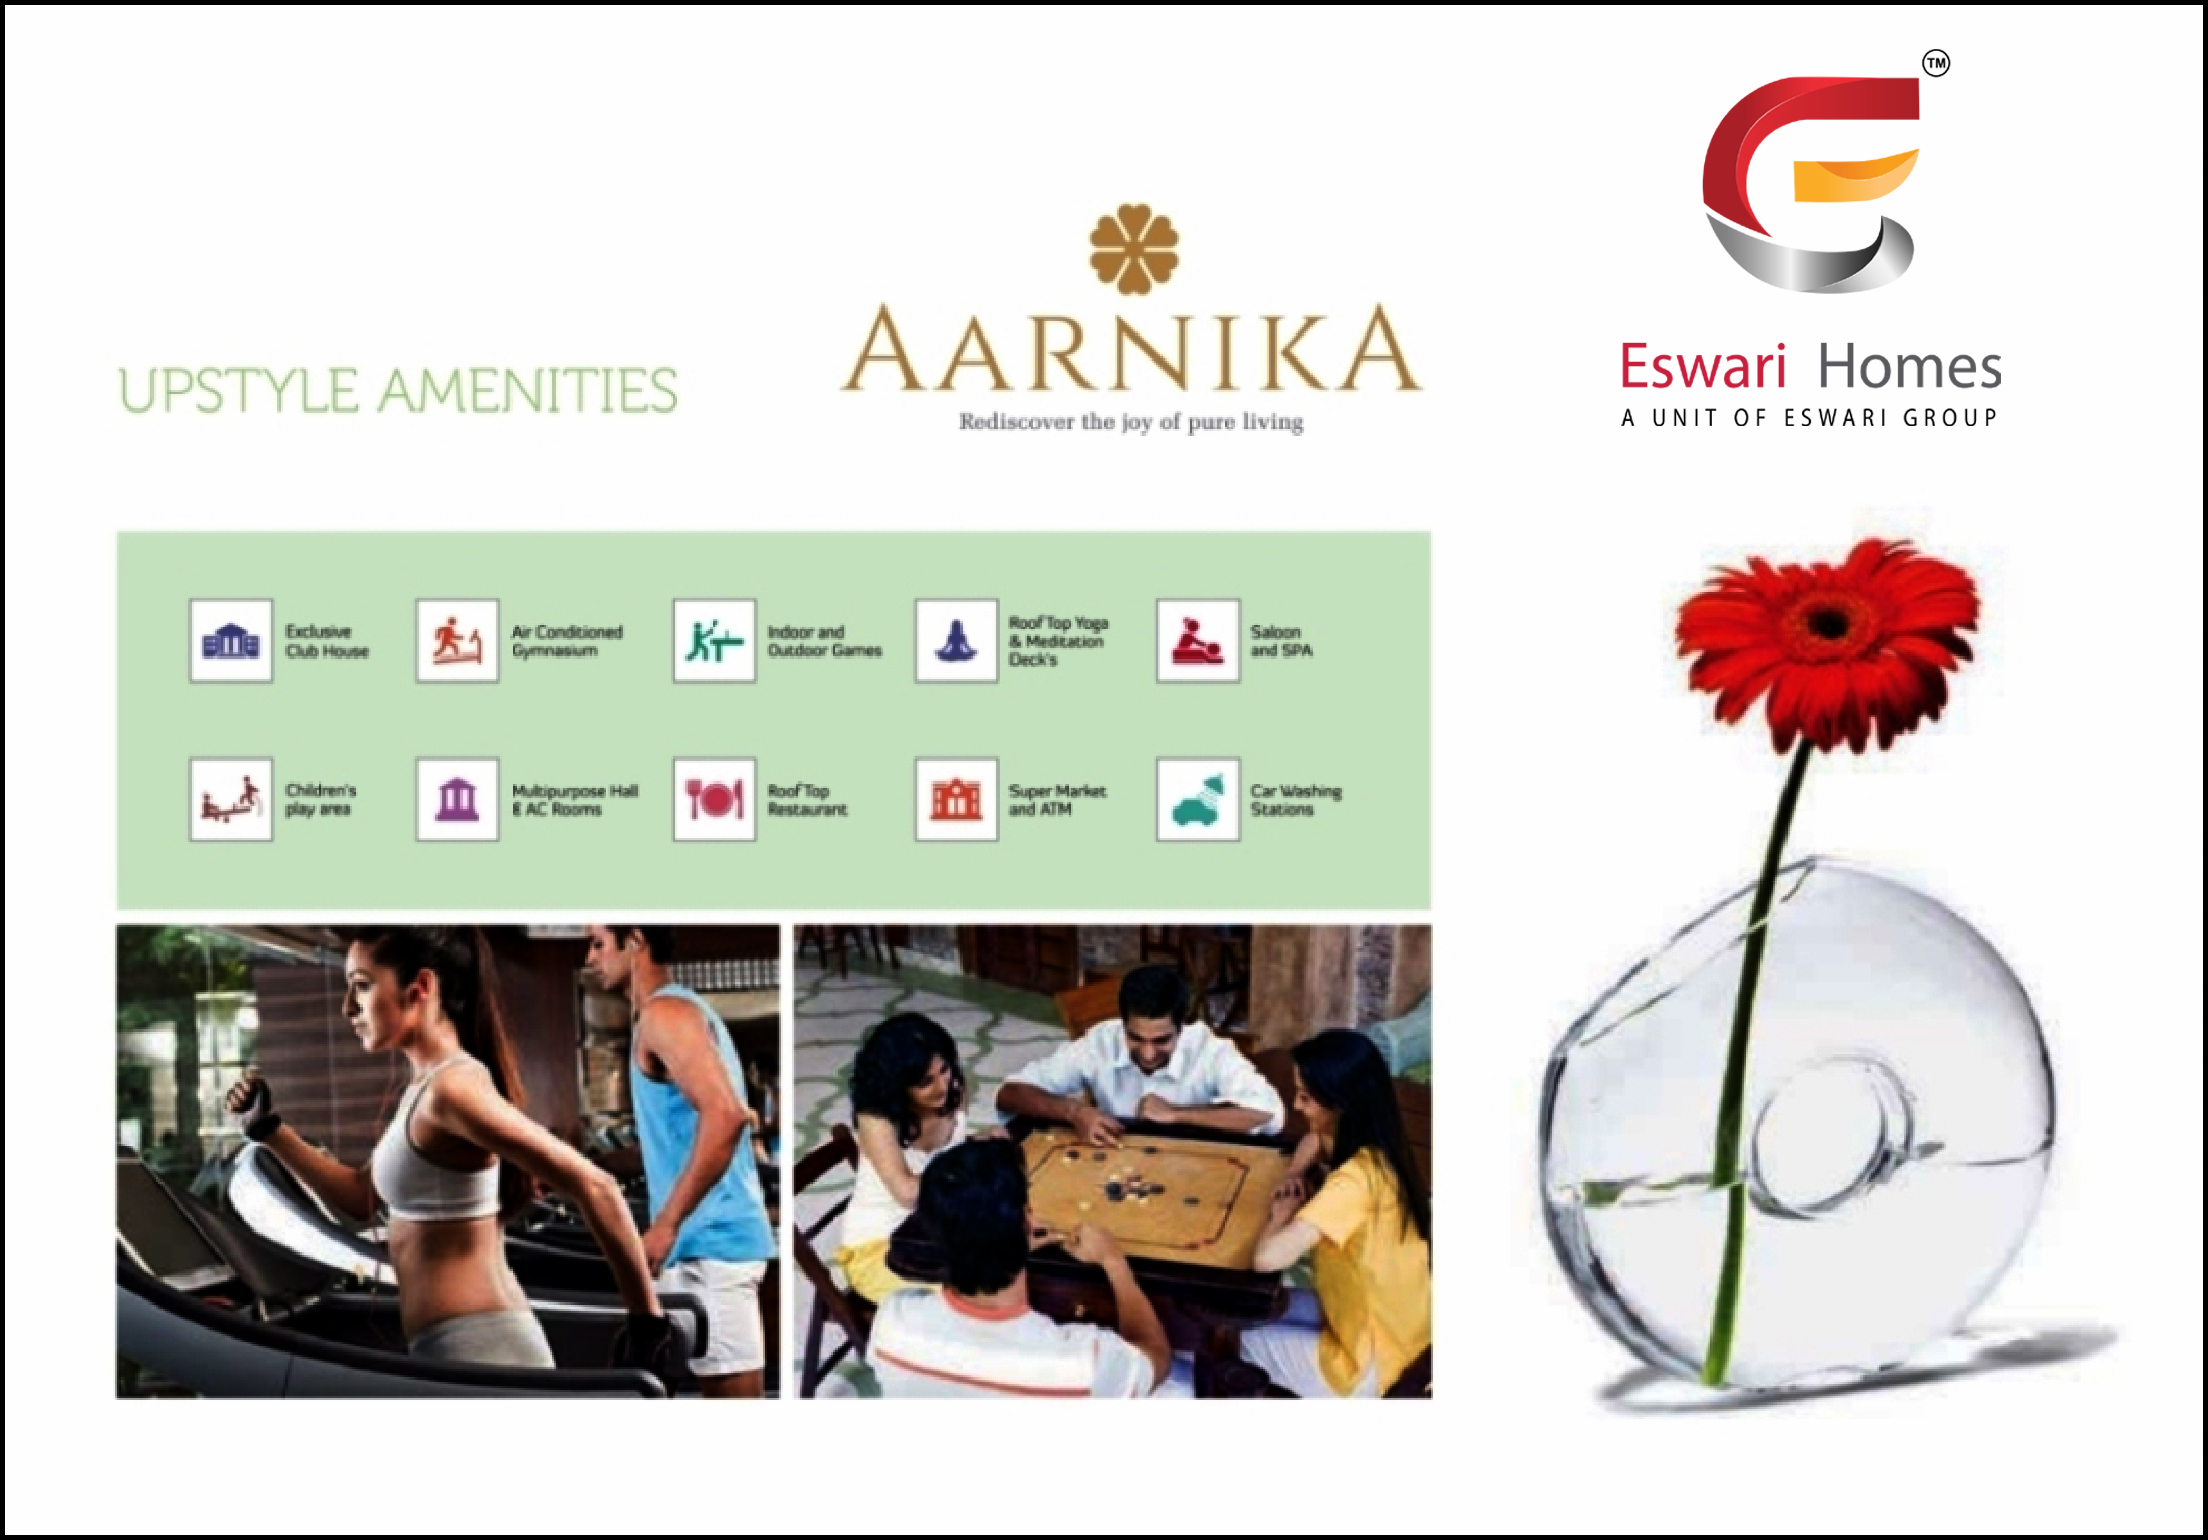 TM
UPSTYLE AMENITIES
AARNIKA
Rediscover the joy of pure living
Eswari Homes
A UNIT OF ESWARI GROUP
Exclusive
Club House
Air Conditioned
Gymnasium
Indoor and
Outdoor Games
Roof Top Yoga
& Meditation
Deck's
Saloon
and SPA
Children's
play area
Multipurpose Hall
& AC Rooms
Roof Top
Restaurant
Super Market
and ATM
Car Washing
Stations